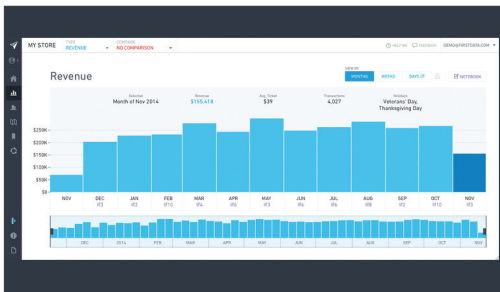 MY STORE
TYPE
REVENUE
COMPARE
NO COMPARISON
HELP ME
FEEDBACK
DEMO@FIRSTDATA.COM
Revenue
VIEW BY
MONTHS
WEEKS
DAYS
NOTEBOOK
Selected
Month of Nov 2014
Revenue
$155,418
Avg. Ticket
$39
Transactions
4,027
Holidays
Veterans' Day,
Thanksgiving Day
$250K
$200K
$150K
$100K
$50K
$0
NOV DEC JAN FEB MAR APR MAY JUN JUL AUG SEP OCT NOV
DEC 2014 FEB MAR APR MAY JUN JUL AUG SEP OCT NOV